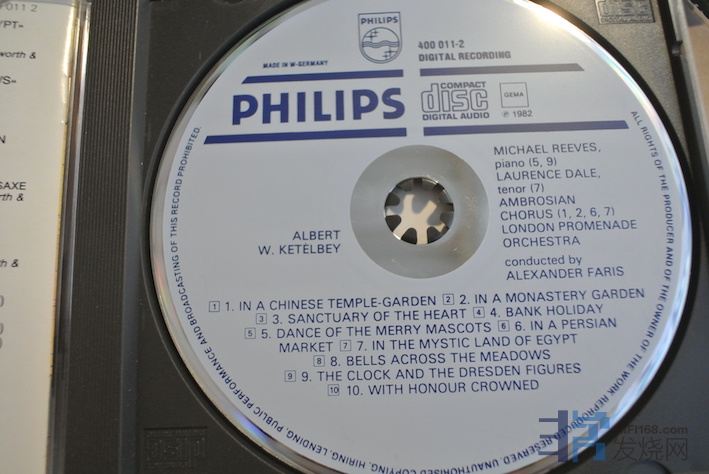 011 2
PHILIPS
400 011-2
DIGITAL RECORDING
MADE IN W-GERMANY
PHILIPS
COMPACT
disc
DIGITAL AUDIO
GEMA
℗ 1982
MICHAEL REEVES,
piano (5, 9)
LAURENCE DALE,
tenor (7)
AMBROSIAN
CHORUS (1, 2, 6, 7)
LONDON PROMENADE
ORCHESTRA
conducted by
ALEXANDER FARIS
ALBERT
W. KETÈLBEY
1 1. IN A CHINESE TEMPLE-GARDEN 2 2. IN A MONASTERY GARDEN
3 3. SANCTUARY OF THE HEART 4 4. BANK HOLIDAY
5 5. DANCE OF THE MERRY MASCOTS 6 6. IN A PERSIAN
MARKET 7 7. IN THE MYSTIC LAND OF EGYPT
8 8. BELLS ACROSS THE MEADOWS
9 9. THE CLOCK AND THE DRESDEN FIGURES
10 10. WITH HONOUR CROWNED
ALL RIGHTS OF THE PRODUCER AND OF THE OWNER OF THE WORK REPRODUCED RESERVED. UNAUTHORISED COPYING, HIRING, LENDING, PUBLIC PERFORMANCE AND BROADCASTING OF THIS RECORD PROHIBITED.
发烧网